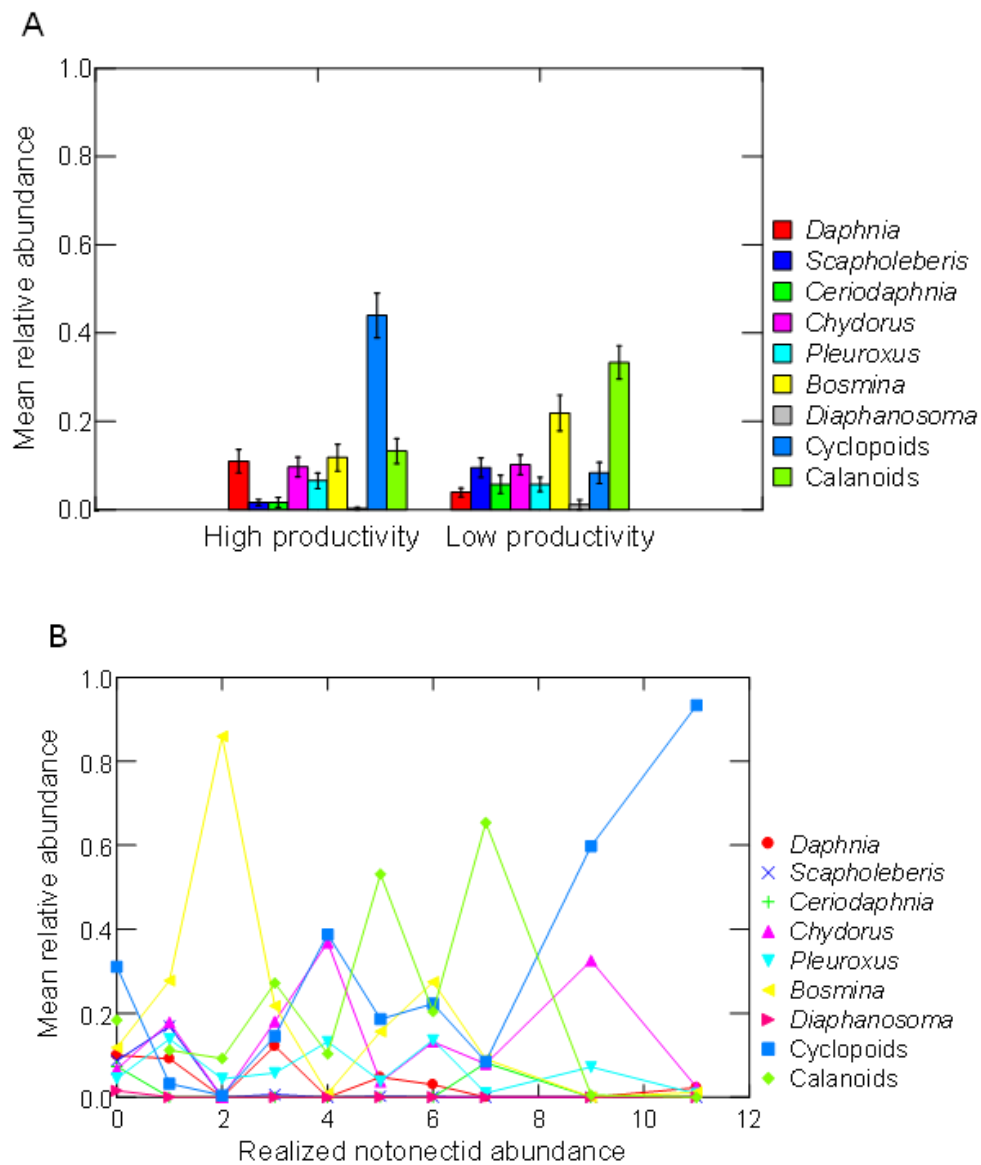 A
1.0
0.8
0.6
0.4
0.2
0.0
Mean relative abundance
High productivity
Low productivity
Daphnia
Scapholeberis
Ceriodaphnia
Chydorus
Pleuroxus
Bosmina
Diaphanosoma
Cyclopoids
Calanoids
B
1.0
0.8
0.6
0.4
0.2
0.0
Mean relative abundance
0 2 4 6 8 10 12
Realized notonectid abundance
Daphnia
Scapholeberis
Ceriodaphnia
Chydorus
Pleuroxus
Bosmina
Diaphanosoma
Cyclopoids
Calanoids